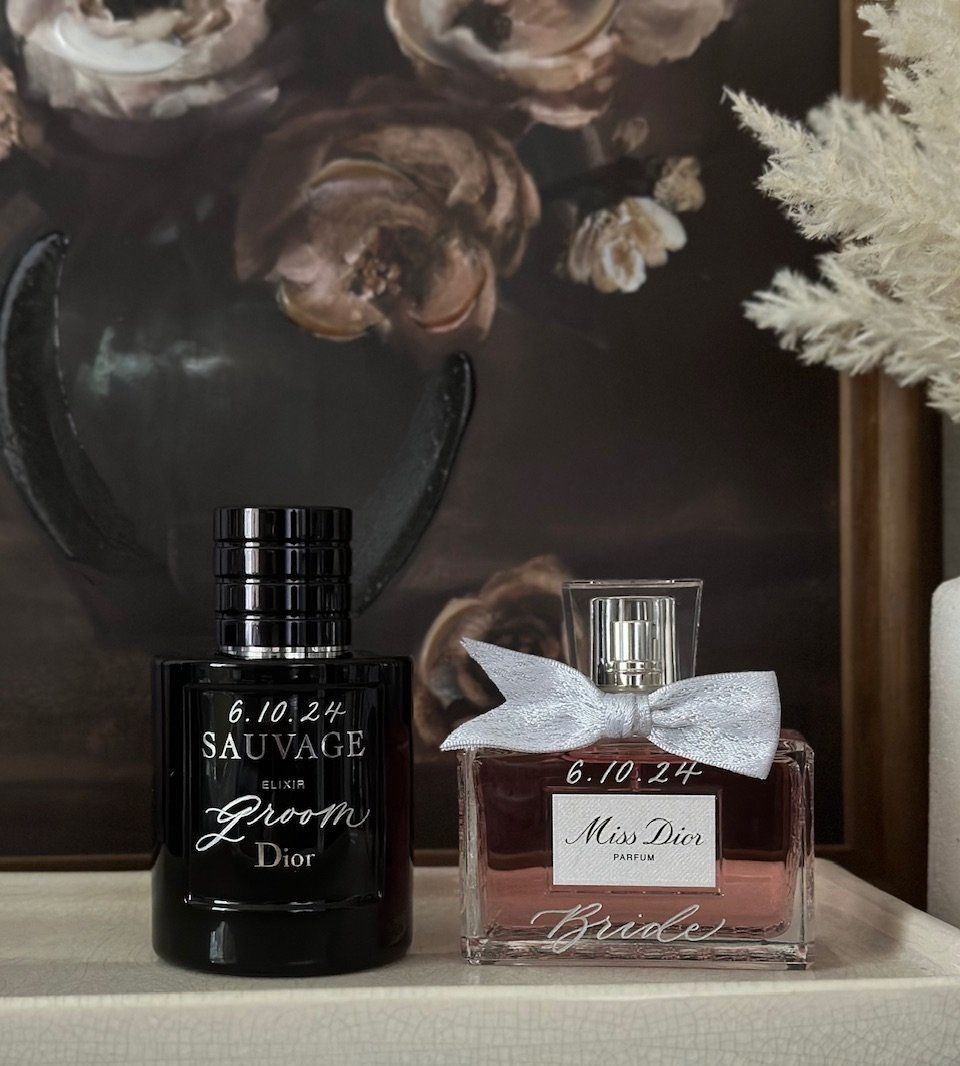 6.10.24
SAUVAGE
ELIXIR
groom
Dior
6.10.24
Miss Dior
PARFUM
Bride